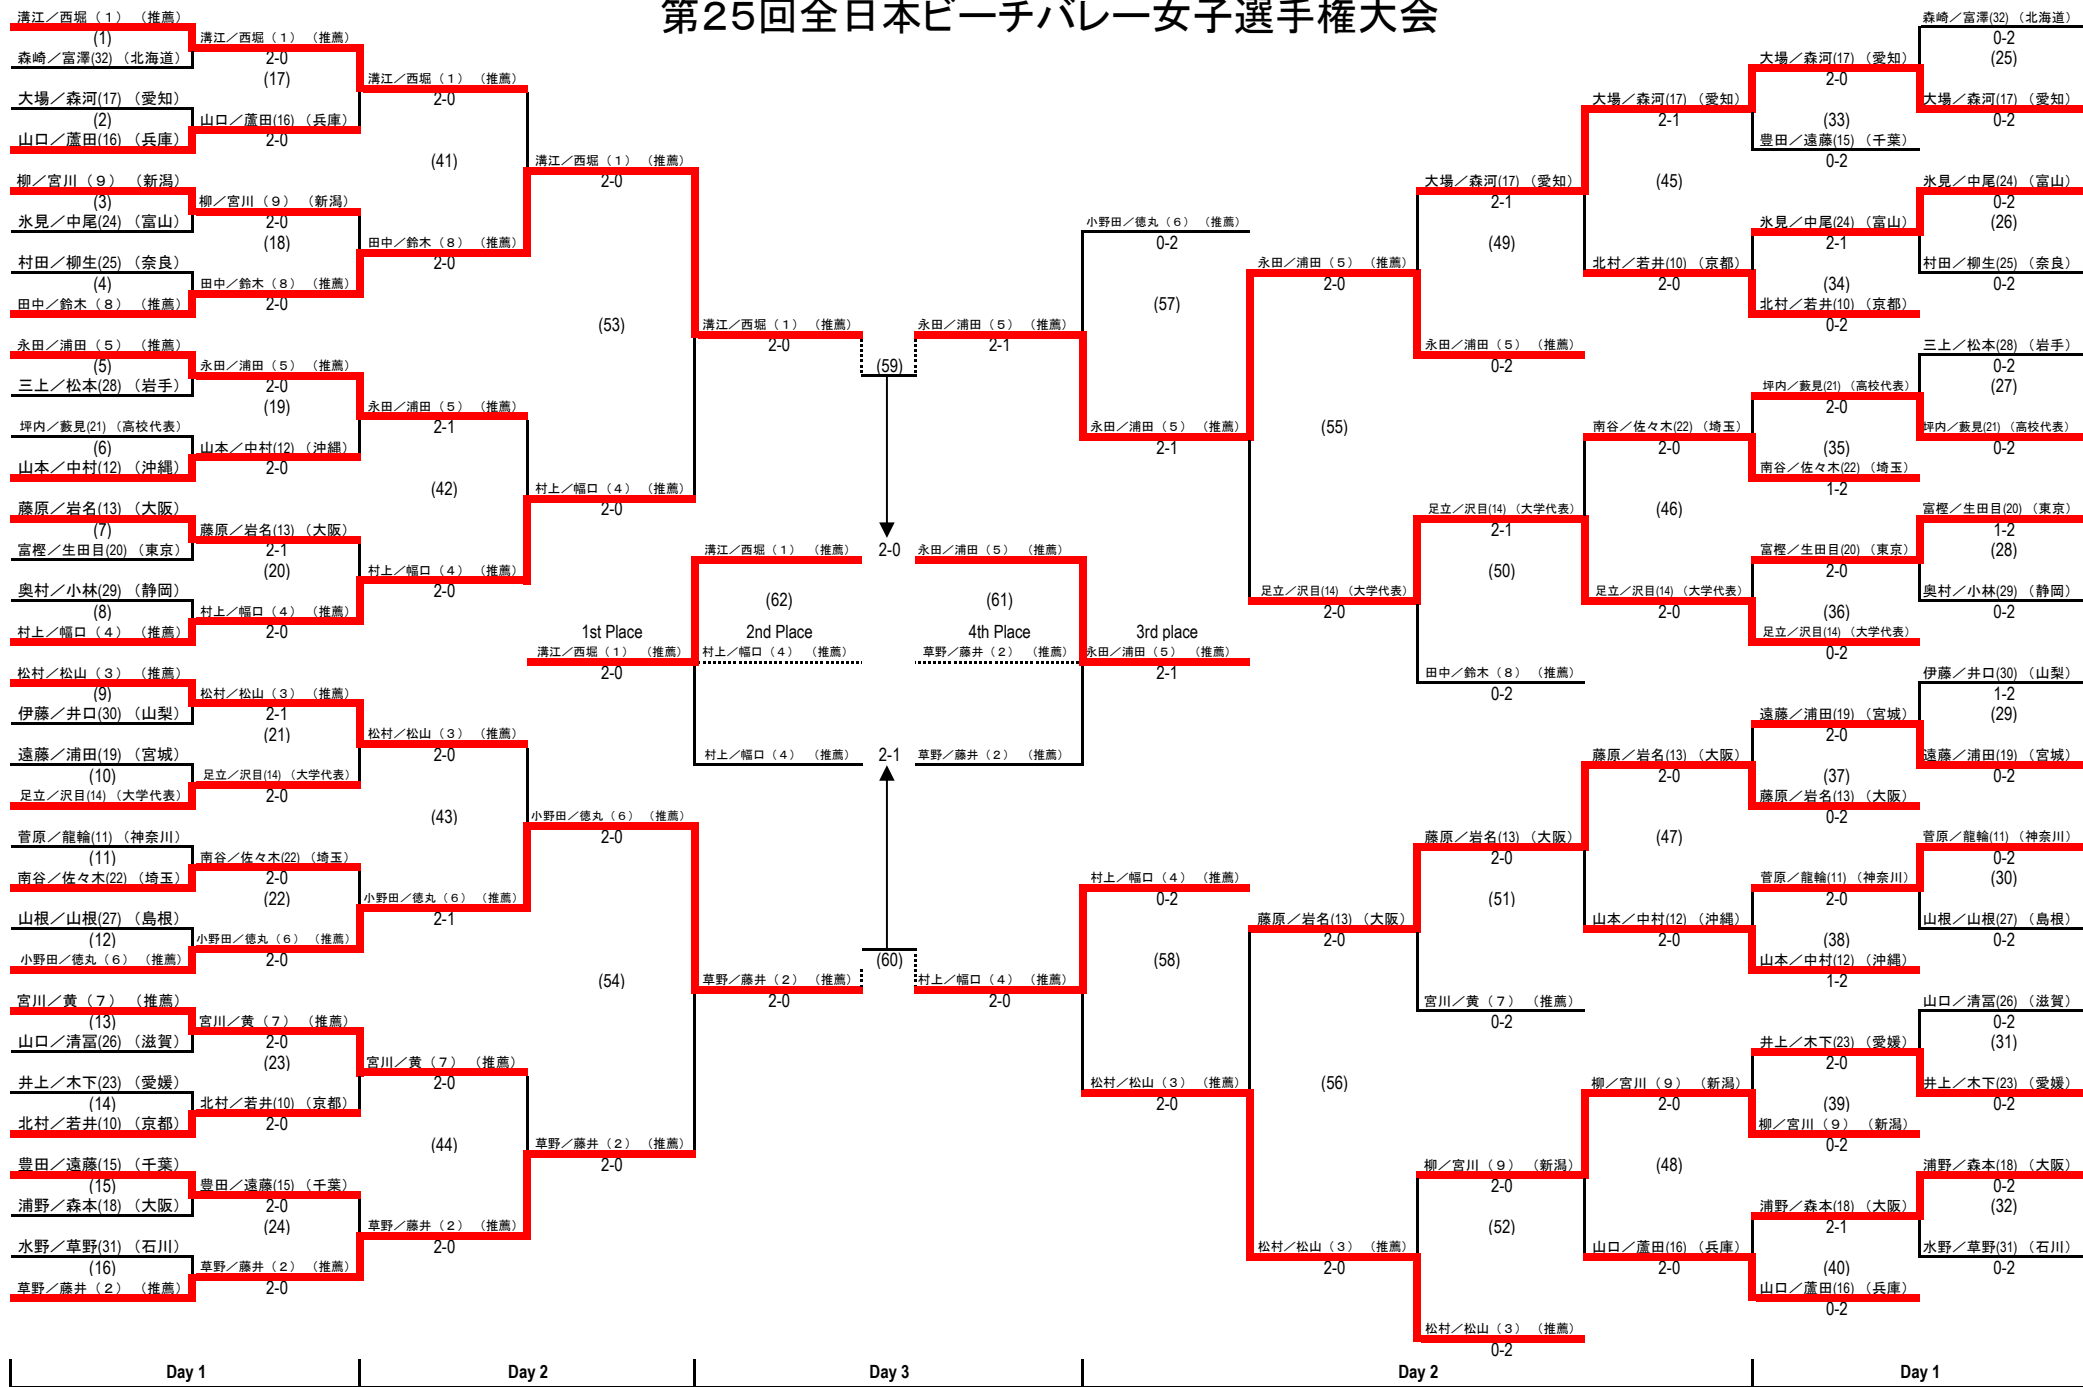 第25回全日本ビーチバレー女子選手権大会
溝江／西堀（1）（推薦）
(1)
森崎／富澤(32)（北海道）
大場／森河(17)（愛知）
(2)
山口／蘆田(16)（兵庫）
柳／宮川（9）（新潟）
(3)
氷見／中尾(24)（富山）
村田／柳生(25)（奈良）
(4)
田中／鈴木（8）（推薦）
永田／浦田（5）（推薦）
(5)
三上／松本(28)（岩手）
坪内／藪見(21)（高校代表）
(6)
山本／中村(12)（沖縄）
藤原／岩名(13)（大阪）
(7)
富樫／生田目(20)（東京）
奥村／小林(29)（静岡）
(8)
村上／幅口（4）（推薦）
松村／松山（3）（推薦）
(9)
伊藤／井口(30)（山梨）
遠藤／浦田(19)（宮城）
(10)
足立／沢目(14)（大学代表）
菅原／龍輪(11)（神奈川）
(11)
南谷／佐々木(22)（埼玉）
山根／山根(27)（島根）
(12)
小野田／徳丸（6）（推薦）
宮川／黄（7）（推薦）
(13)
山口／清冨(26)（滋賀）
井上／木下(23)（愛媛）
(14)
北村／若井(10)（京都）
豊田／遠藤(15)（千葉）
(15)
浦野／森本(18)（大阪）
水野／草野(31)（石川）
(16)
草野／藤井（2）（推薦）
溝江／西堀（1）（推薦）
2-0
(17)
山口／蘆田(16)（兵庫）
2-0
柳／宮川（9）（新潟）
2-0
(18)
田中／鈴木（8）（推薦）
2-0
永田／浦田（5）（推薦）
2-0
(19)
山本／中村(12)（沖縄）
2-0
藤原／岩名(13)（大阪）
2-1
(20)
村上／幅口（4）（推薦）
2-0
松村／松山（3）（推薦）
2-1
(21)
足立／沢目(14)（大学代表）
2-0
南谷／佐々木(22)（埼玉）
2-0
(22)
小野田／徳丸（6）（推薦）
2-0
宮川／黄（7）（推薦）
2-0
(23)
北村／若井(10)（京都）
2-0
豊田／遠藤(15)（千葉）
2-0
(24)
草野／藤井（2）（推薦）
2-0
溝江／西堀（1）（推薦）
2-0
(41)
田中／鈴木（8）（推薦）
2-0
永田／浦田（5）（推薦）
2-1
(42)
村上／幅口（4）（推薦）
2-0
松村／松山（3）（推薦）
2-0
(43)
小野田／徳丸（6）（推薦）
2-1
宮川／黄（7）（推薦）
2-0
(44)
草野／藤井（2）（推薦）
2-0
溝江／西堀（1）（推薦）
2-0
(53)
村上／幅口（4）（推薦）
2-0
1st Place
溝江／西堀（1）（推薦）
2-0
小野田／徳丸（6）（推薦）
2-0
(54)
草野／藤井（2）（推薦）
2-0
溝江／西堀（1）（推薦）
2-0
溝江／西堀（1）（推薦）
(62)
2nd Place
村上／幅口（4）（推薦）
村上／幅口（4）（推薦）
草野／藤井（2）（推薦）
2-0
(59)
2-0
2-1
(60)
永田／浦田（5）（推薦）
2-1
永田／浦田（5）（推薦）
(61)
4th Place
草野／藤井（2）（推薦）
草野／藤井（2）（推薦）
村上／幅口（4）（推薦）
2-0
小野田／徳丸（6）（推薦）
0-2
(57)
永田／浦田（5）（推薦）
2-1
3rd place
永田／浦田（5）（推薦）
2-1
村上／幅口（4）（推薦）
0-2
(58)
松村／松山（3）（推薦）
2-0
永田／浦田（5）（推薦）
2-0
(55)
足立／沢目(14)（大学代表）
2-0
藤原／岩名(13)（大阪）
2-0
(56)
松村／松山（3）（推薦）
2-0
大場／森河(17)（愛知）
2-1
(49)
永田／浦田（5）（推薦）
0-2
足立／沢目(14)（大学代表）
2-1
(50)
田中／鈴木（8）（推薦）
0-2
藤原／岩名(13)（大阪）
2-0
(51)
宮川／黄（7）（推薦）
0-2
柳／宮川（9）（新潟）
2-0
(52)
松村／松山（3）（推薦）
0-2
大場／森河(17)（愛知）
2-1
(45)
北村／若井(10)（京都）
2-0
南谷／佐々木(22)（埼玉）
2-0
(46)
足立／沢目(14)（大学代表）
2-0
藤原／岩名(13)（大阪）
2-0
(47)
山本／中村(12)（沖縄）
2-0
柳／宮川（9）（新潟）
2-0
(48)
山口／蘆田(16)（兵庫）
2-0
大場／森河(17)（愛知）
2-0
(33)
豊田／遠藤(15)（千葉）
0-2
氷見／中尾(24)（富山）
2-1
(34)
北村／若井(10)（京都）
0-2
坪内／藪見(21)（高校代表）
2-0
(35)
南谷／佐々木(22)（埼玉）
1-2
富樫／生田目(20)（東京）
2-0
(36)
足立／沢目(14)（大学代表）
0-2
遠藤／浦田(19)（宮城）
2-0
(37)
藤原／岩名(13)（大阪）
0-2
菅原／龍輪(11)（神奈川）
2-0
(38)
山本／中村(12)（沖縄）
1-2
井上／木下(23)（愛媛）
2-0
(39)
柳／宮川（9）（新潟）
0-2
浦野／森本(18)（大阪）
2-1
(40)
山口／蘆田(16)（兵庫）
0-2
森崎／富澤(32)（北海道）
0-2
(25)
大場／森河(17)（愛知）
0-2
氷見／中尾(24)（富山）
0-2
(26)
村田／柳生(25)（奈良）
0-2
三上／松本(28)（岩手）
0-2
(27)
坪内／藪見(21)（高校代表）
0-2
富樫／生田目(20)（東京）
1-2
(28)
奥村／小林(29)（静岡）
0-2
伊藤／井口(30)（山梨）
1-2
(29)
遠藤／浦田(19)（宮城）
0-2
菅原／龍輪(11)（神奈川）
0-2
(30)
山根／山根(27)（島根）
0-2
山口／清冨(26)（滋賀）
0-2
(31)
井上／木下(23)（愛媛）
0-2
浦野／森本(18)（大阪）
0-2
(32)
水野／草野(31)（石川）
0-2
Day 1
Day 2
Day 3
Day 2
Day 1